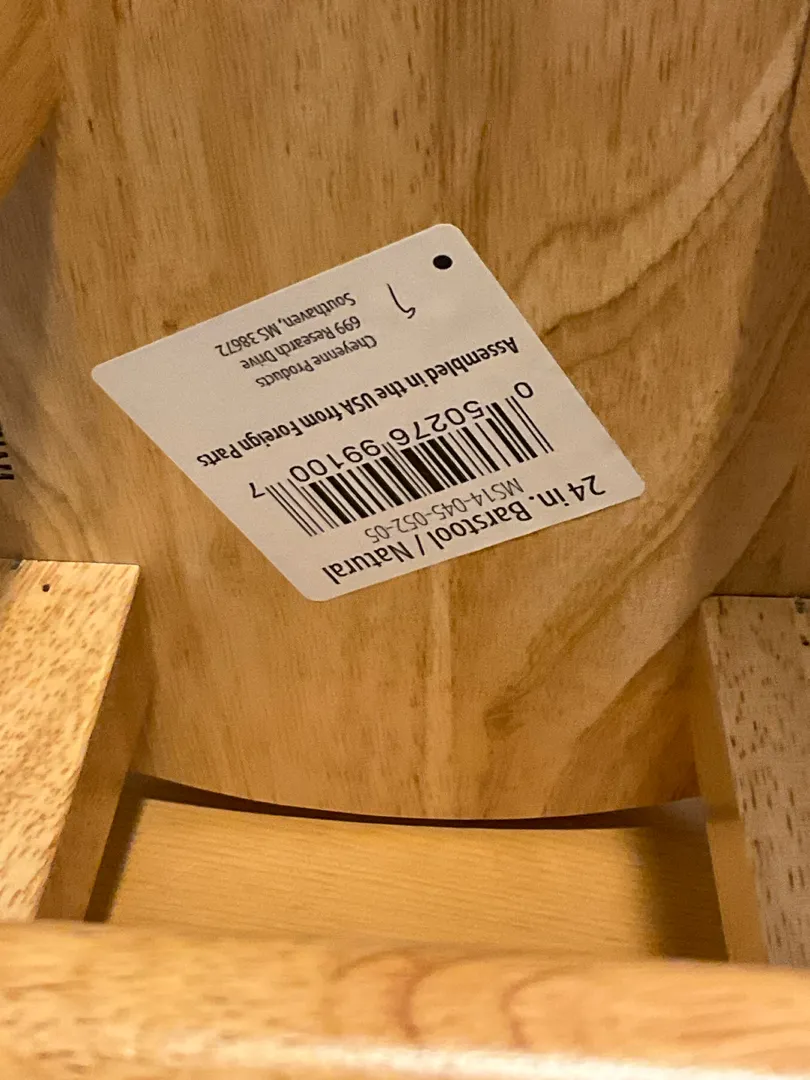 24 in. Barstool / Natural
MS14-045-052-05
0 50276 99100 7
Assembled in the USA from Foreign Parts
Cheyenne Products
699 Research Drive
Southaven, MS 38672